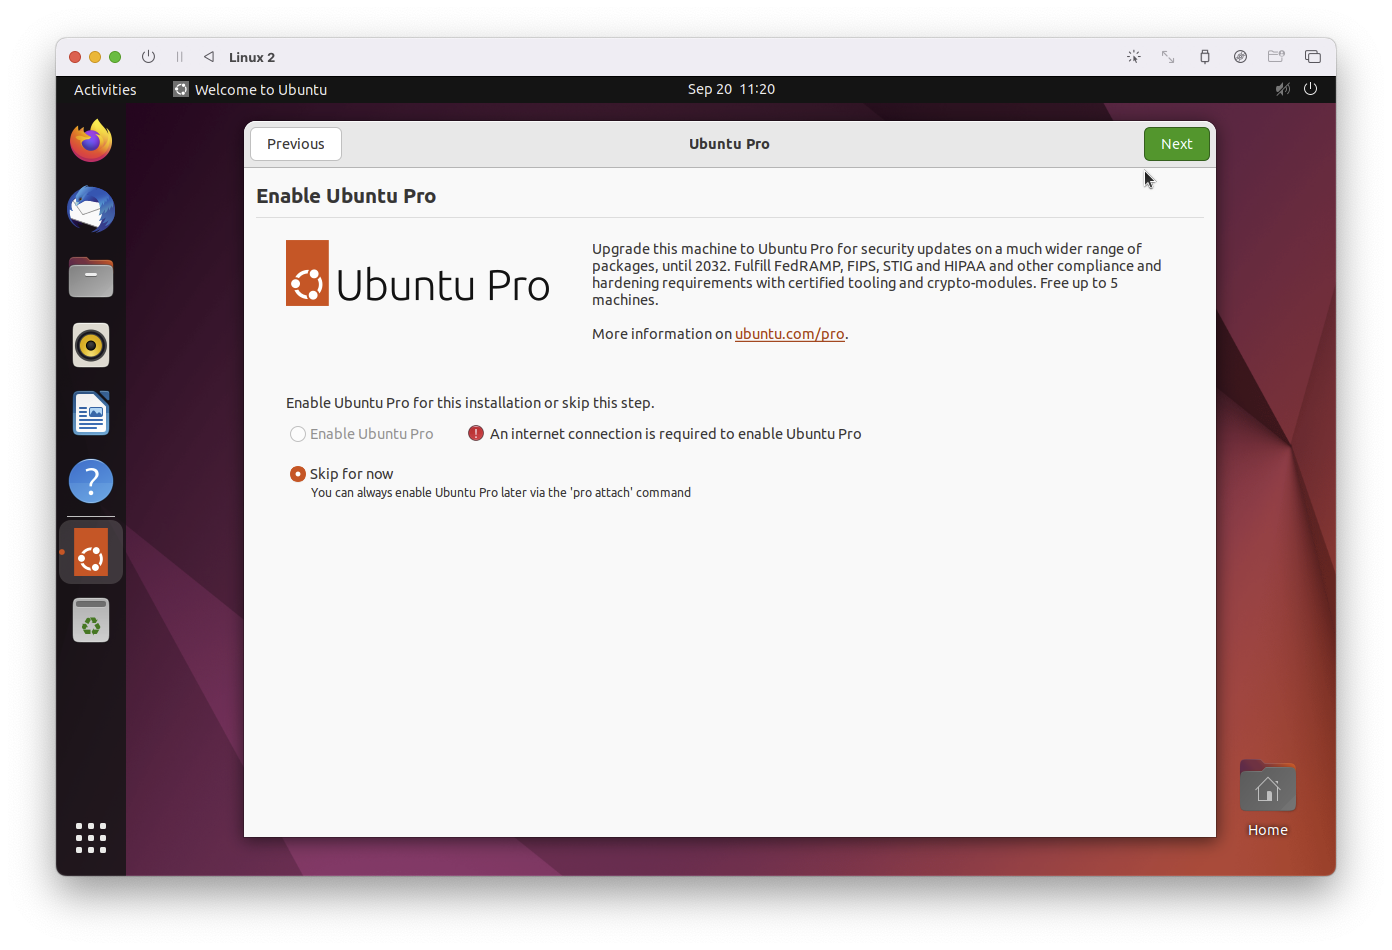 Linux 2
Activities
Welcome to Ubuntu
Sep 20 11:20
Previous
Ubuntu Pro
Next
Enable Ubuntu Pro
Ubuntu Pro
Upgrade this machine to Ubuntu Pro for security updates on a much wider range of
packages, until 2032. Fulfill FedRAMP, FIPS, STIG and HIPAA and other compliance and
hardening requirements with certified tooling and crypto-modules. Free up to 5
machines.
More information on ubuntu.com/pro.
Enable Ubuntu Pro for this installation or skip this step.
Enable Ubuntu Pro
An internet connection is required to enable Ubuntu Pro
Skip for now
You can always enable Ubuntu Pro later via the 'pro attach' command
Home